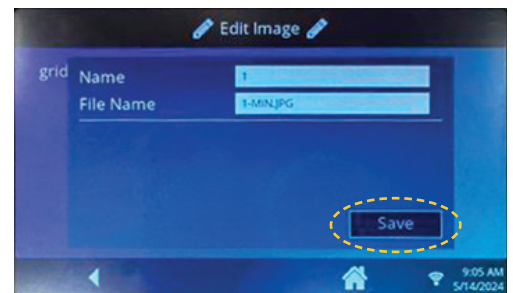 Edit Image
grid
Name 1
File Name 1-MIN.JPG
Save
9:05 AM
5/14/2024